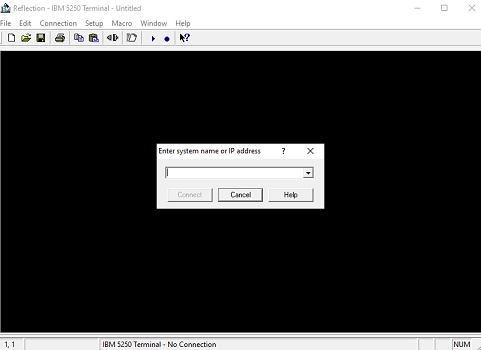 Reflection - IBM 5250 Terminal - Untitled
File Edit Connection Setup Macro Window Help
Enter system name or IP address ?
Connect Cancel Help
1, 1 IBM 5250 Terminal - No Connection NUM